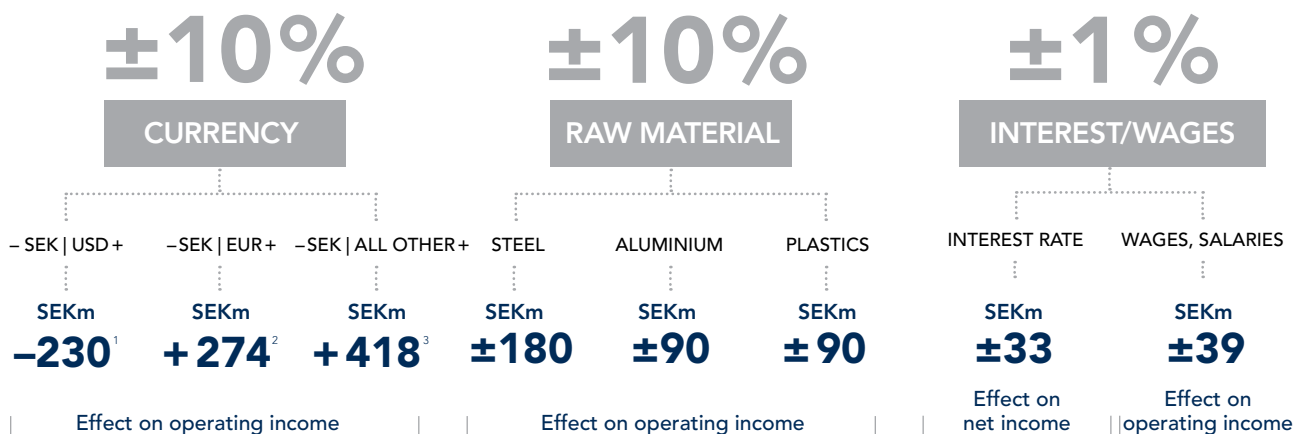 ±10%
CURRENCY
– SEK | USD +
–SEK | EUR +
–SEK | ALL OTHER +
SEKm
–230¹
SEKm
+274²
SEKm
+418³
Effect on operating income
±10%
RAW MATERIAL
STEEL
ALUMINIUM
PLASTICS
SEKm
±180
SEKm
±90
SEKm
±90
Effect on operating income
±1%
INTEREST/WAGES
INTEREST RATE
WAGES, SALARIES
SEKm
±33
Effect on
net income
SEKm
±39
Effect on
operating income